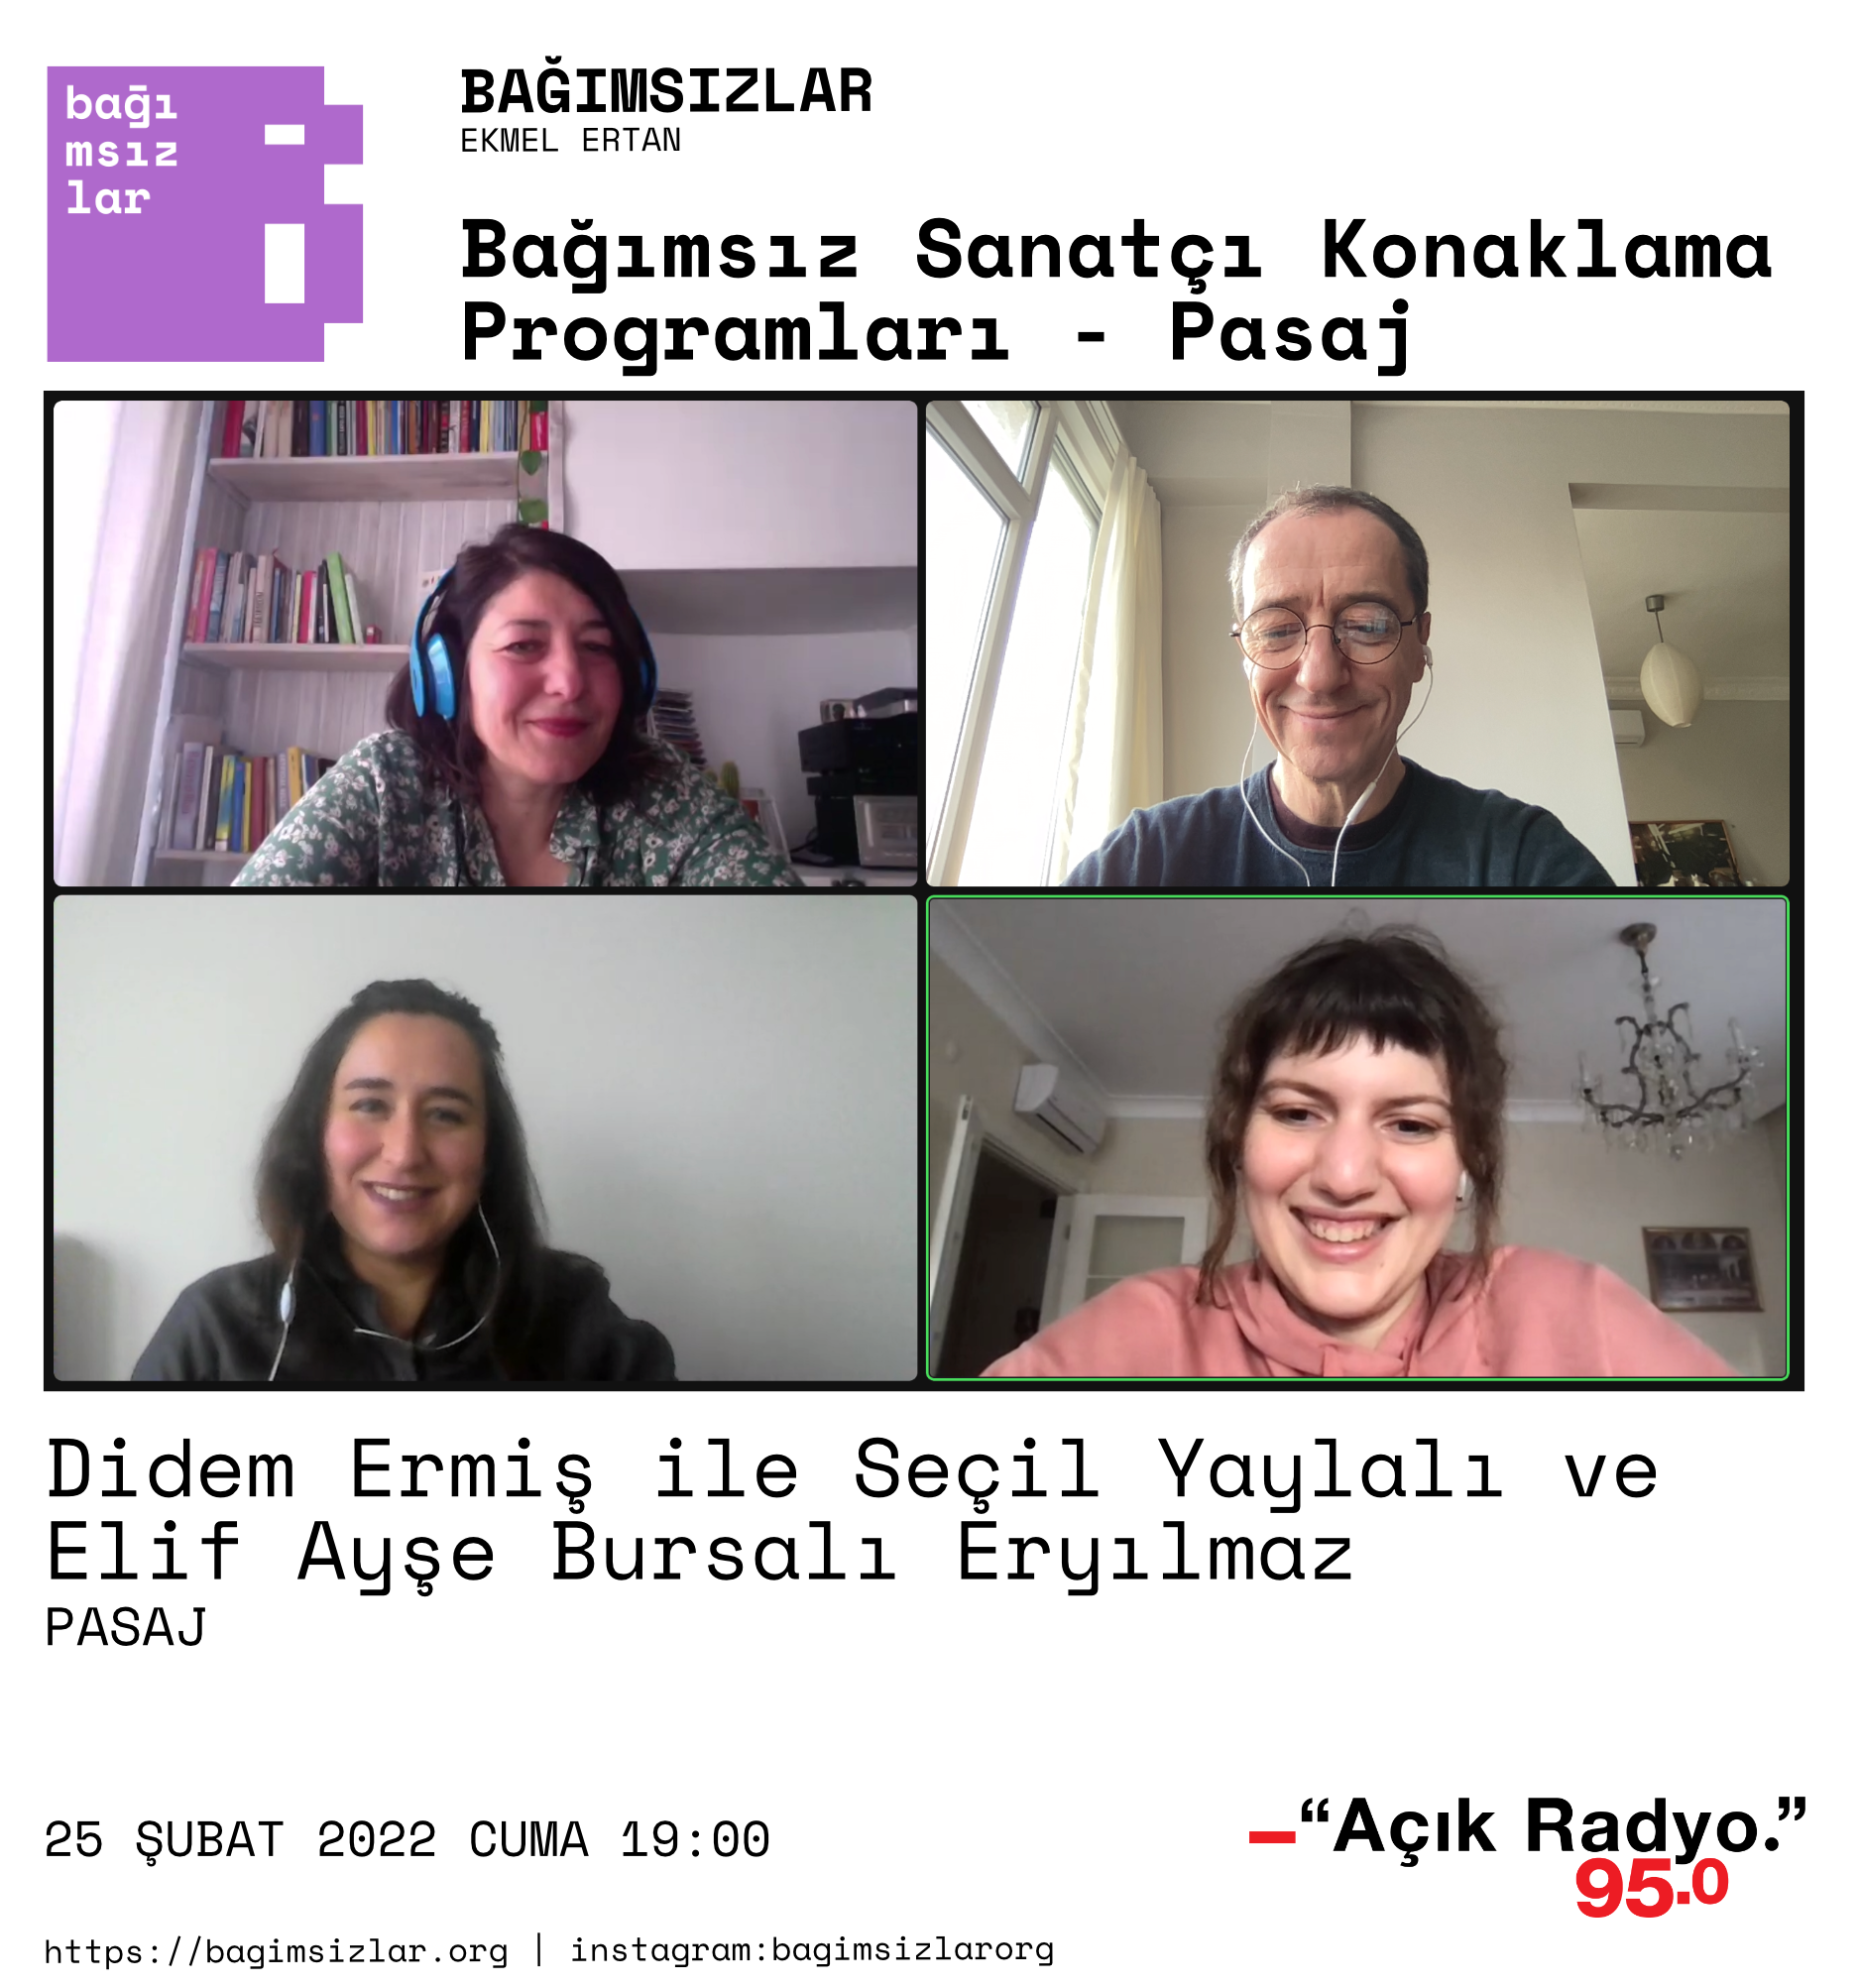 bağı
msız
lar
BAĞIMSIZLAR
EKMEL ERTAN
Bağımsız Sanatçı Konaklama
Programları - Pasaj
Didem Ermiş ile Seçil Yaylalı ve
Elif Ayşe Bursalı Eryılmaz
PASAJ
25 ŞUBAT 2022 CUMA 19:00
“Açık Radyo.”
95.0
https://bagimsizlar.org | instagram:bagimsizlarorg